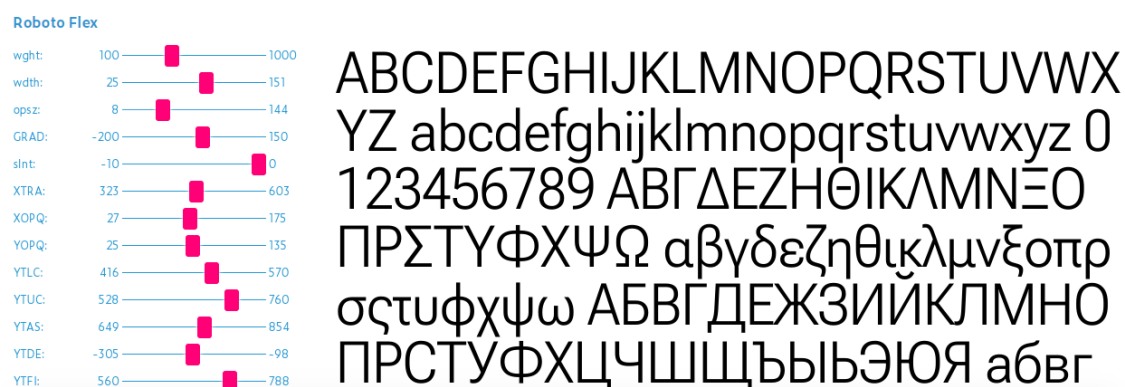 Roboto Flex
wght: 100 1000
wdth: 25 151
opsz: 8 144
GRAD: -200 150
slnt: -10 0
XTRA: 323 603
XOPQ: 27 175
YOPQ: 25 135
YTLC: 416 570
YTUC: 528 760
YTAS: 649 854
YTDE: -305 -98
YTFI: 560 788
ABCDEFGHIJKLMNOPQRSTUVWX
YZ abcdefghijklmnopqrstuvwxyz 0
123456789 ΑΒΓΔΕΖΗΘΙΚΛΜΝΞΟ
ΠΡΣΤΥΦΧΨΩ αβγδεζηθικλμνξοπρ
σςτυφχψω АБВГДЕЖЗИЙКЛМНО
ПРСТУФХЦЧШЩЪЫЬЭЮЯ абвг